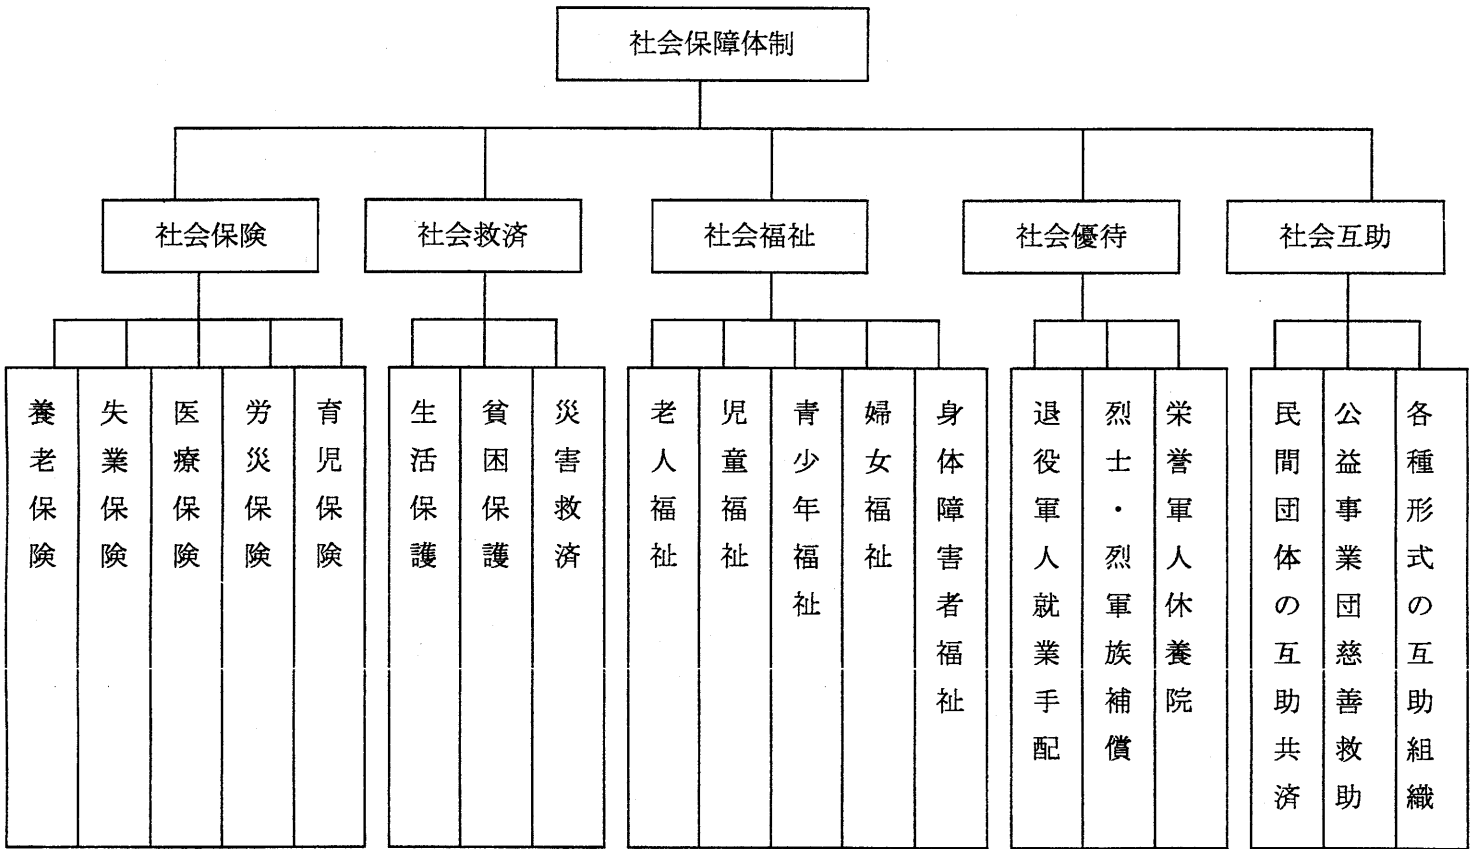 社会保障体制
社会保険
社会救済
社会福祉
社会優待
社会互助
養老保険
失業保険
医療保険
労災保険
育児保険
生活保護
貧困保護
災害救済
老人福祉
児童福祉
青少年福祉
婦女福祉
身体障害者福祉
退役軍人就業手配
烈士・烈軍族補償
栄誉軍人休養院
民間団体の互助共済
公益事業団慈善救助
各種形式の互助組織